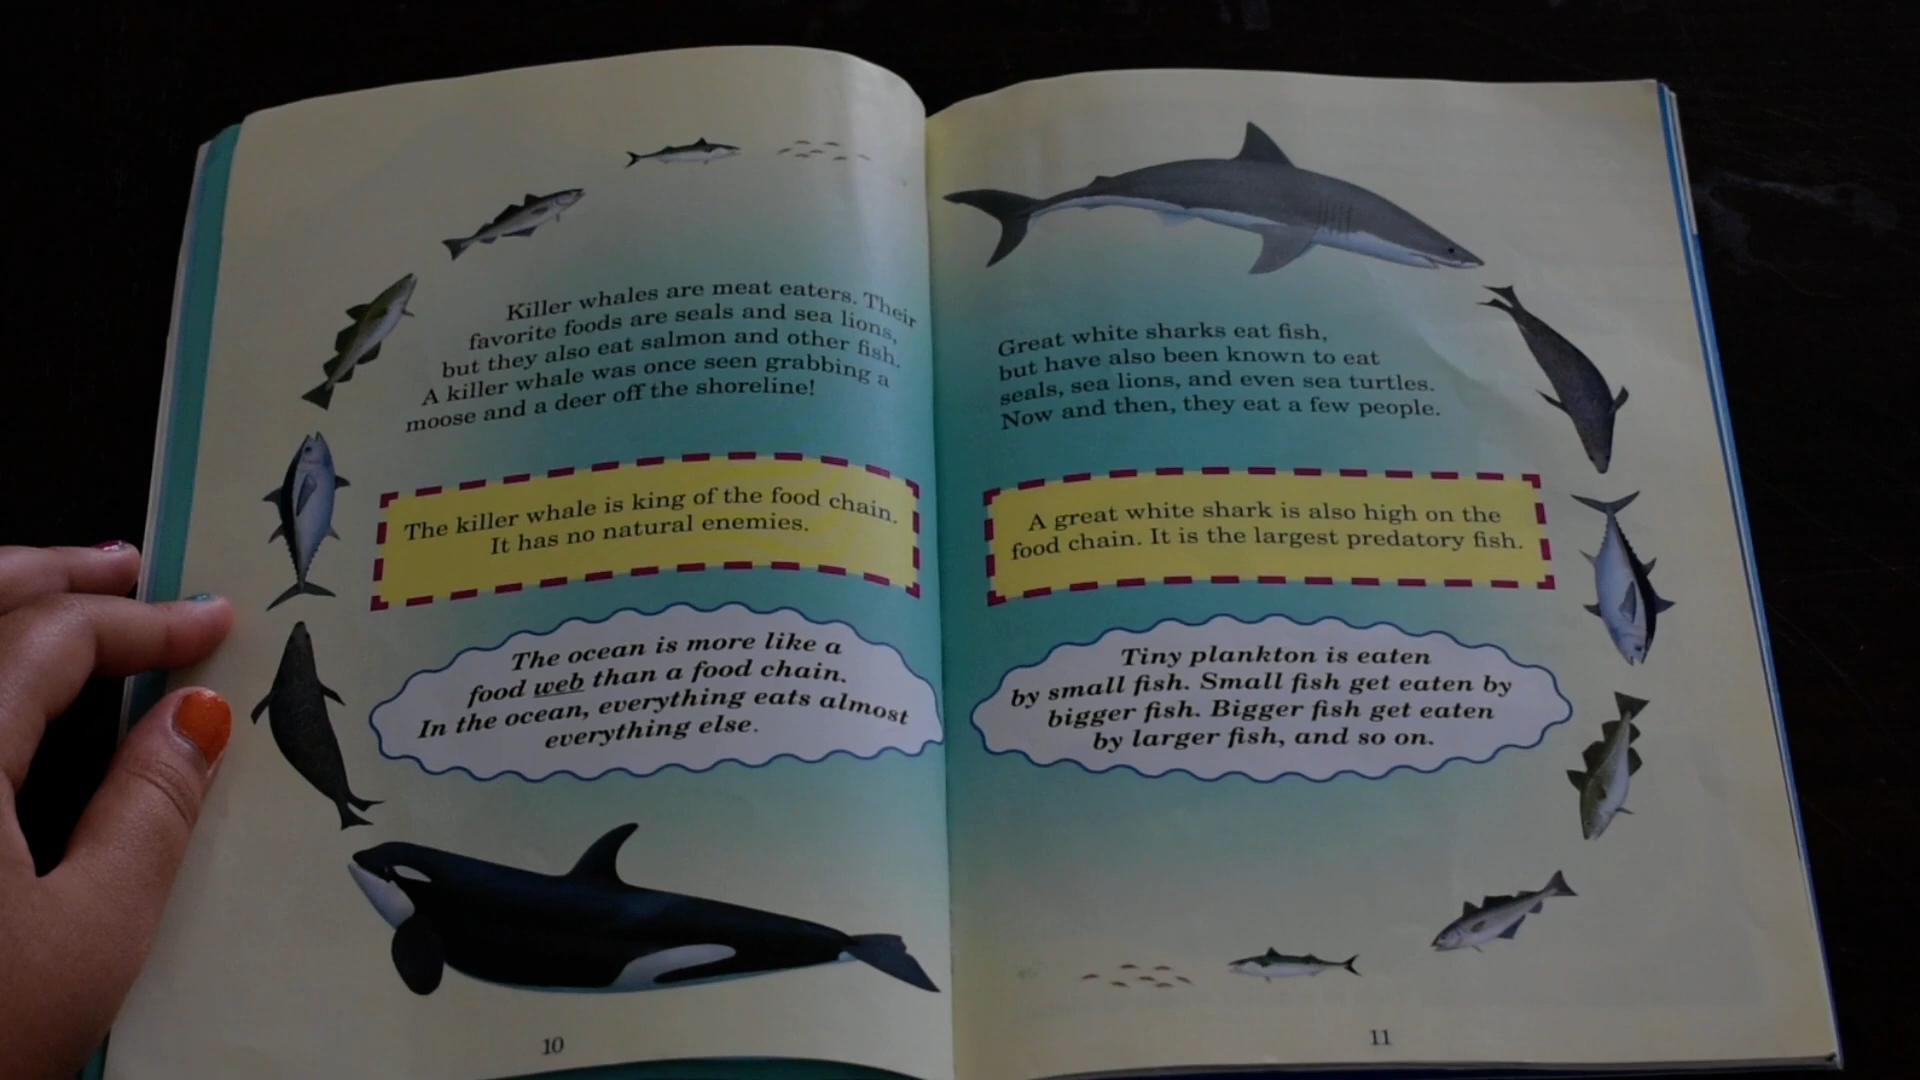 Killer whales are meat eaters. Their
favorite foods are seals and sea lions,
but they also eat salmon and other fish.
A killer whale was once seen grabbing a
moose and a deer off the shoreline!
The killer whale is king of the food chain.
It has no natural enemies.
The ocean is more like a
food web than a food chain.
In the ocean, everything eats almost
everything else.
10
Great white sharks eat fish,
but have also been known to eat
seals, sea lions, and even sea turtles.
Now and then, they eat a few people.
A great white shark is also high on the
food chain. It is the largest predatory fish.
Tiny plankton is eaten
by small fish. Small fish get eaten by
bigger fish. Bigger fish get eaten
by larger fish, and so on.
11